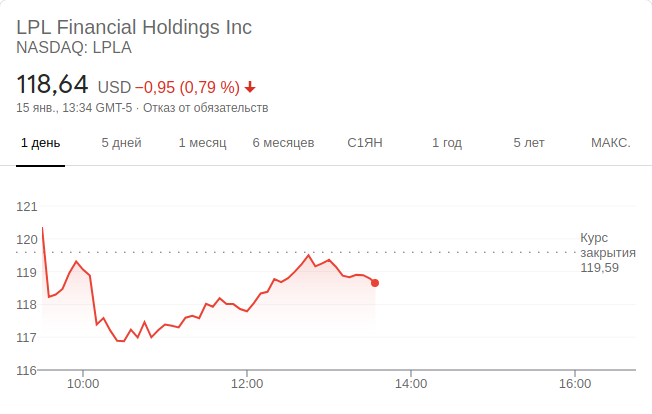 LPL Financial Holdings Inc
NASDAQ: LPLA
118,64 USD −0,95 (0,79 %)
15 янв., 13:34 GMT-5 · Отказ от обязательств
1 день 5 дней 1 месяц 6 месяцев С1ЯН 1 год 5 лет МАКС.
121
Курс
120
закрытия
119,59
119
118
117
116
10:00 12:00 14:00 16:00